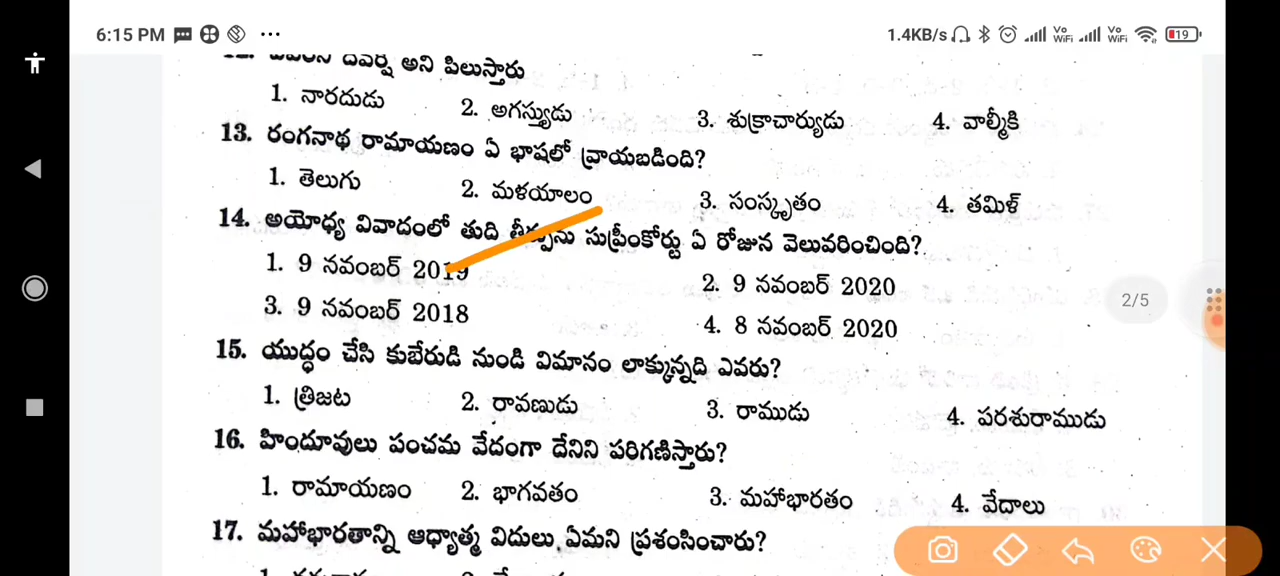 6:15 PM
1.4KB/s 19
అని పిలుస్తారు
1. నారదుడు 2. అగస్త్యుడు 3. శుక్రాచార్యుడు 4. వాల్మీకి
13. రంగనాథ రామాయణం ఏ భాషలో వ్రాయబడింది?
1. తెలుగు 2. మళయాలం 3. సంస్కృతం 4. తమిళ్
14. అయోధ్య వివాదంలో తుది తీర్పును సుప్రీంకోర్టు ఏ రోజున వెలువరించింది?
1. 9 నవంబర్ 2019 2. 9 నవంబర్ 2020
3. 9 నవంబర్ 2018 4. 8 నవంబర్ 2020
2/5
15. యుద్ధం చేసి కుబేరుడి నుండి విమానం లాక్కున్నది ఎవరు?
1. త్రిజట 2. రావణుడు 3. రాముడు 4. పరశురాముడు
16. హిందూవులు పంచమ వేదంగా దేనిని పరిగణిస్తారు?
1. రామాయణం 2. భాగవతం 3. మహాభారతం 4. వేదాలు
17. మహాభారతాన్ని ఆధ్యాత్మ విదులు ఏమని ప్రశంసించారు?